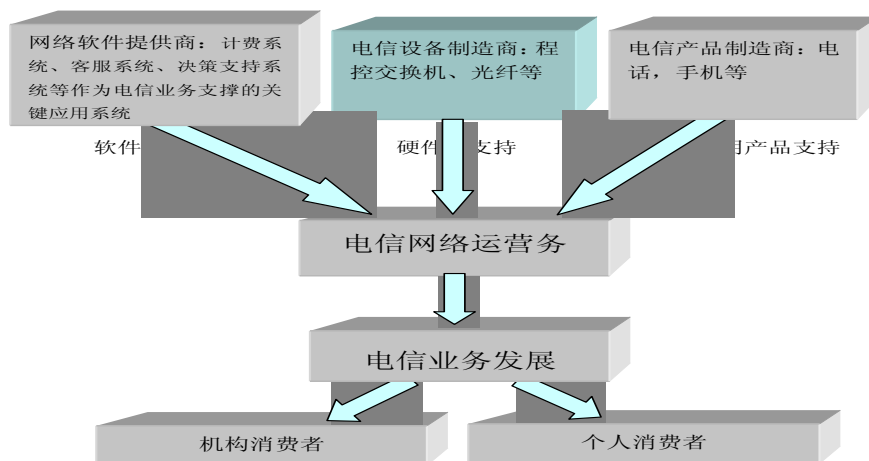 网络软件提供商：计费系
统、客服系统、决策支持系
统等作为电信业务支撑的关
键应用系统
电信设备制造商：程
控交换机、光纤等
电信产品制造商：电
话，手机等
软件
硬件
支持
产品支持
电信网络运营务
电信业务发展
机构消费者
个人消费者